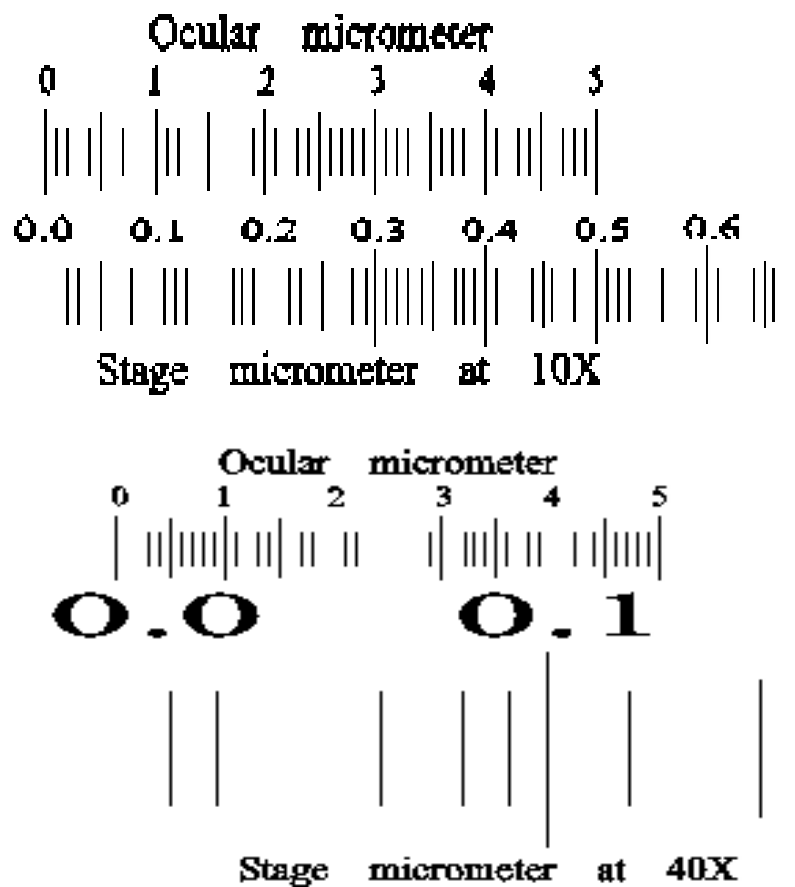 Ocular micrometer
0 1 2 3 4 5
0.0 0.1 0.2 0.3 0.4 0.5 0.6
Stage micrometer at 10X
Ocular micrometer
0 1 2 3 4 5
0.0 0.1
Stage micrometer at 40X